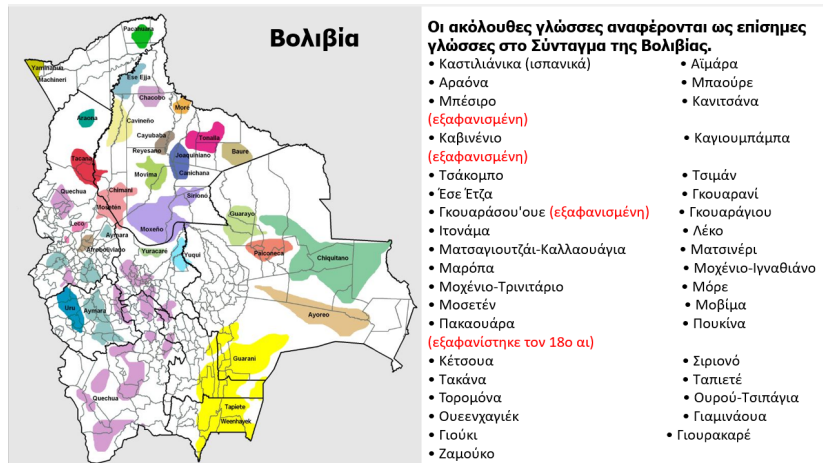 Βολιβία
Pacahuara
Yaminahua
Machineri
Ese Ejja
Chacobo
Moré
Araona
Cavineño
Cayubaba
Tonata
Reyesano
Joaquiniano
Baure
Tacana
Movima
Canichana
Quechua
Chimani
Sirionó
Mosetén
Guarayo
Leco
Moxeño
Aymara
Afroboliviano
Yuracaré
Yuqui
Paiconeca
Chiquitano
Uru
Aymara
Ayoreo
Guaraní
Quechua
Tapiete
Weenhayek
Οι ακόλουθες γλώσσες αναφέρονται ως επίσημες
γλώσσες στο Σύνταγμα της Βολιβίας.
• Καστιλιάνικα (ισπανικά) • Αϊμάρα
• Αραόνα • Μπαούρε
• Μπέσιρο • Κανιτσάνα
(εξαφανισμένη)
• Καβινένιο • Καγιουμπάμπα
(εξαφανισμένη)
• Τσάκομπο • Τσιμάν
• Έσε Έτζα • Γκουαρανί
• Γκουαράσου'ουε (εξαφανισμένη) • Γκουαράγιου
• Ιτονάμα • Λέκο
• Ματσαγιουτζάι-Καλλαουάγια • Ματσινέρι
• Μαρόπα • Μοχένιο-Ιγναθιάνο
• Μοχένιο-Τρινιτάριο • Μόρε
• Μοσετέν • Μοβίμα
• Πακαουάρα • Πουκίνα
(εξαφανίστηκε τον 18ο αι)
• Κέτσουα • Σιριονό
• Τακάνα • Ταπιετέ
• Τορομόνα • Ουρού-Τσιπάγια
• Ουεενχαγιέκ • Γιαμινάουα
• Γιούκι • Γιουρακαρέ
• Ζαμούκο